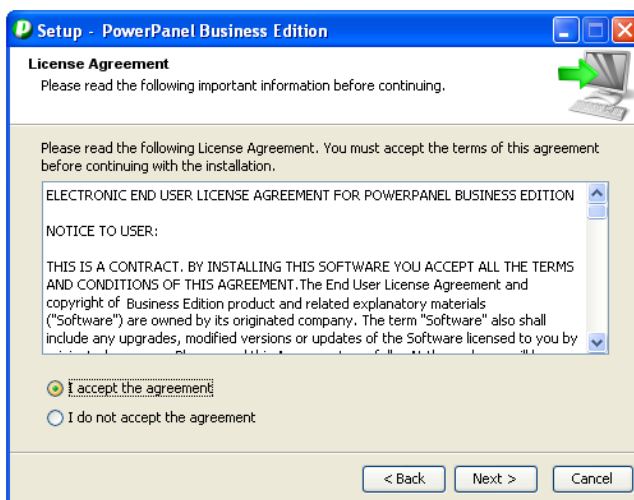 Setup - PowerPanel Business Edition
License Agreement
Please read the following important information before continuing.
Please read the following License Agreement. You must accept the terms of this agreement
before continuing with the installation.
ELECTRONIC END USER LICENSE AGREEMENT FOR POWERPANEL BUSINESS EDITION
NOTICE TO USER:
THIS IS A CONTRACT. BY INSTALLING THIS SOFTWARE YOU ACCEPT ALL THE TERMS
AND CONDITIONS OF THIS AGREEMENT.The End User License Agreement and
copyright of Business Edition product and related explanatory materials
("Software") are owned by its originated company. The term "Software" also shall
include any upgrades, modified versions or updates of the Software licensed to you by
I accept the agreement
I do not accept the agreement
< Back
Next >
Cancel